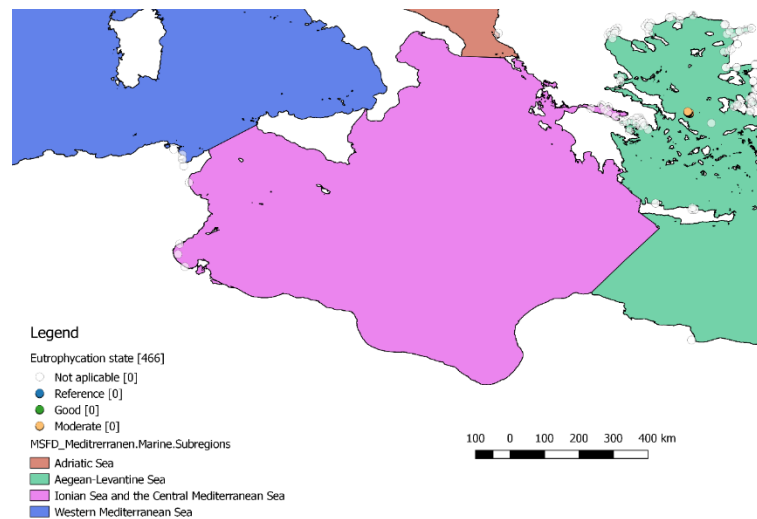 Legend
Eutrophycation state [466]
Not aplicable [0]
Reference [0]
Good [0]
Moderate [0]
MSFD_Meditrerranen.Marine.Subregions
Adriatic Sea
Aegean-Levantine Sea
Ionian Sea and the Central Mediterranean Sea
Western Mediterranean Sea
100 0 100 200 300 400 km